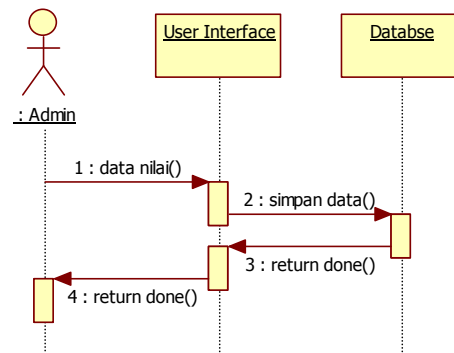 User Interface
Databse
: Admin
1 : data nilai()
2 : simpan data()
3 : return done()
4 : return done()